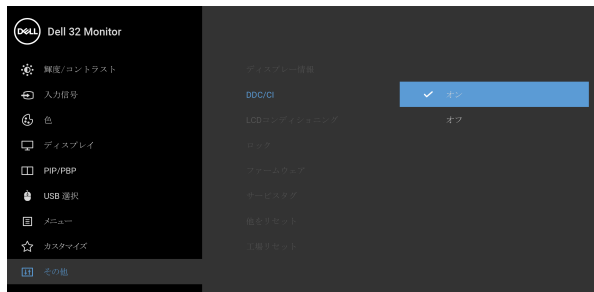 DELL
Dell 32 Monitor
輝度/コントラスト
入力信号
色
ディスプレイ
PIP/PBP
USB 選択
メニュー
カスタマイズ
その他
ディスプレー情報
DDC/CI
LCDコンディショニング
ロック
ファームウェア
サービスタグ
他をリセット
工場リセット
オン
オフ